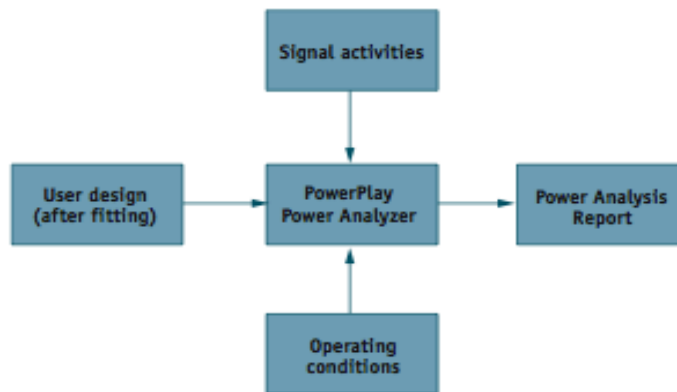 Signal activities
User design
(after fitting)
PowerPlay
Power Analyzer
Power Analysis
Report
Operating
conditions